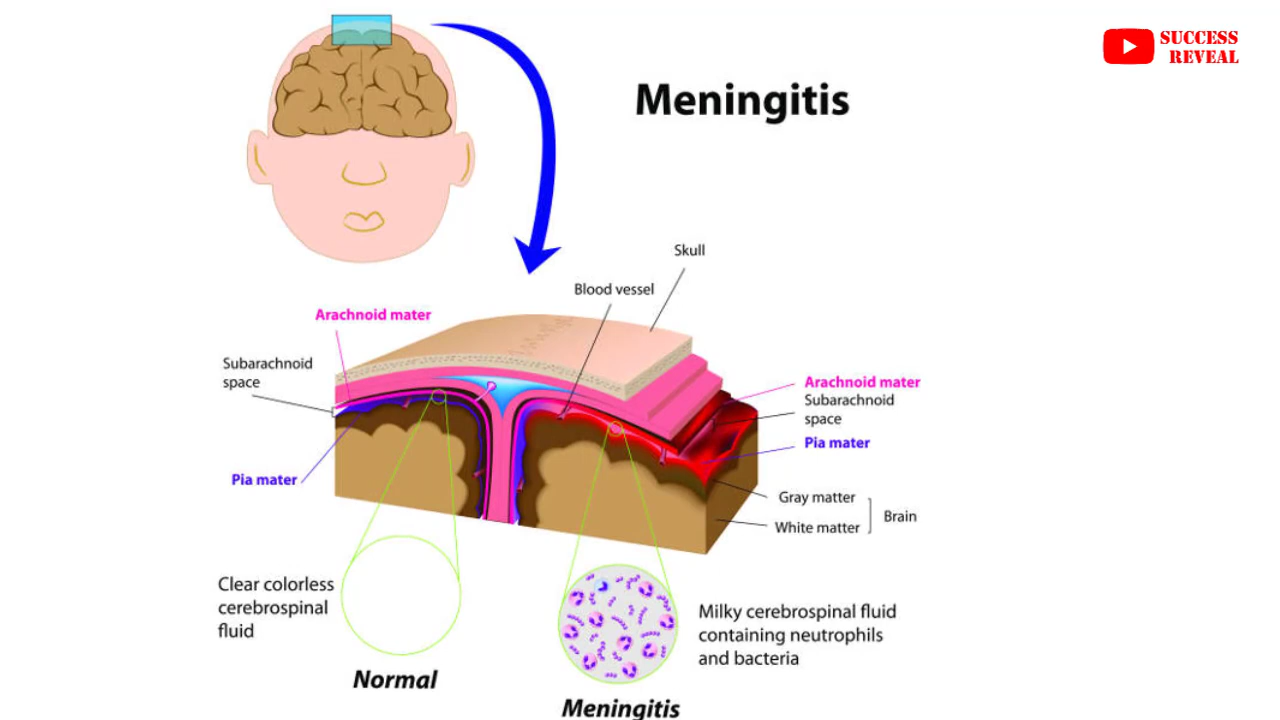 SUCCESS
REVEAL
Meningitis
Skull
Blood vessel
Arachnoid mater
Subarachnoid
space
Pia mater
Arachnoid mater
Subarachnoid
space
Pia mater
Gray matter
White matter
Brain
Clear colorless
cerebrospinal
fluid
Normal
Milky cerebrospinal fluid
containing neutrophils
and bacteria
Meningitis